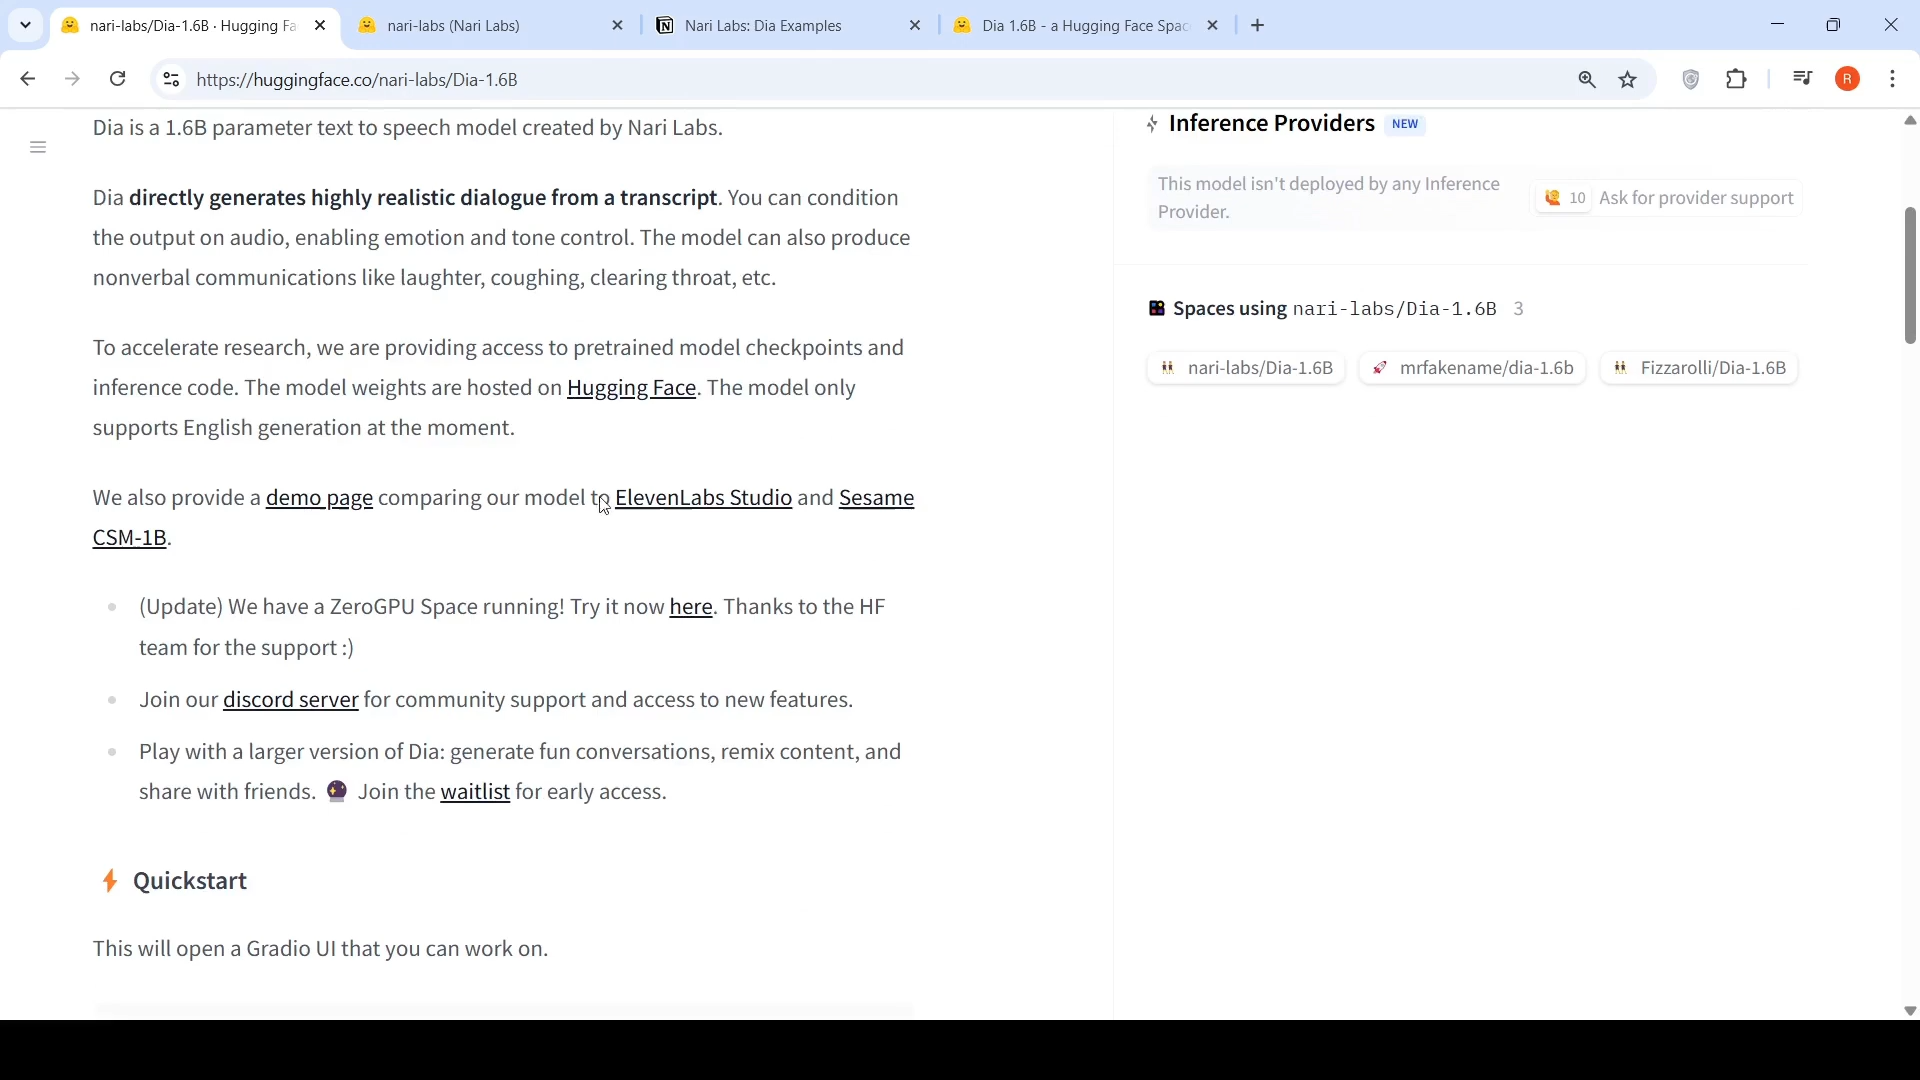 nari-labs/Dia-1.6B · Hugging Fa
nari-labs (Nari Labs)
Nari Labs: Dia Examples
Dia 1.6B - a Hugging Face Spac
https://huggingface.co/nari-labs/Dia-1.6B
R
Dia is a 1.6B parameter text to speech model created by Nari Labs.
Dia directly generates highly realistic dialogue from a transcript. You can condition
the output on audio, enabling emotion and tone control. The model can also produce
nonverbal communications like laughter, coughing, clearing throat, etc.
To accelerate research, we are providing access to pretrained model checkpoints and
inference code. The model weights are hosted on Hugging Face. The model only
supports English generation at the moment.
We also provide a demo page comparing our model to ElevenLabs Studio and Sesame
CSM-1B.
(Update) We have a ZeroGPU Space running! Try it now here. Thanks to the HF
team for the support :)
Join our discord server for community support and access to new features.
Play with a larger version of Dia: generate fun conversations, remix content, and
share with friends. 🔮 Join the waitlist for early access.
⚡ Quickstart
This will open a Gradio UI that you can work on.
Inference Providers NEW
This model isn't deployed by any Inference
Provider.
🙋 10 Ask for provider support
Spaces using nari-labs/Dia-1.6B 3
👯 nari-labs/Dia-1.6B 🚀 mrfakename/dia-1.6b 👯 Fizzarolli/Dia-1.6B